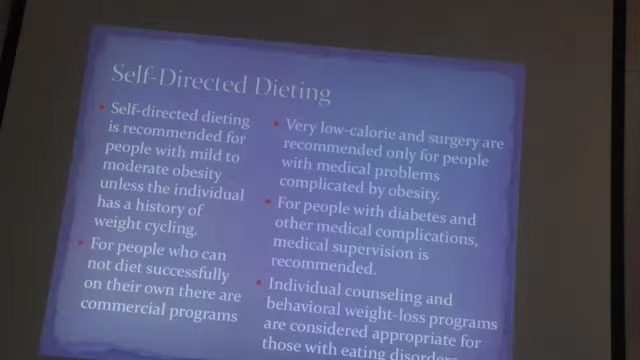 Self-Directed Dieting
Self-directed dieting
is recommended for
people with mild to
moderate obesity
unless the individual
has a history of
weight cycling.
For people who can
not diet successfully
on their own there are
commercial programs
Very low-calorie and surgery are
recommended only for people
with medical problems
complicated by obesity.
For people with diabetes and
other medical complications,
medical supervision is
recommended.
Individual counseling and
behavioral weight-loss programs
are considered appropriate for
those with eating disorders